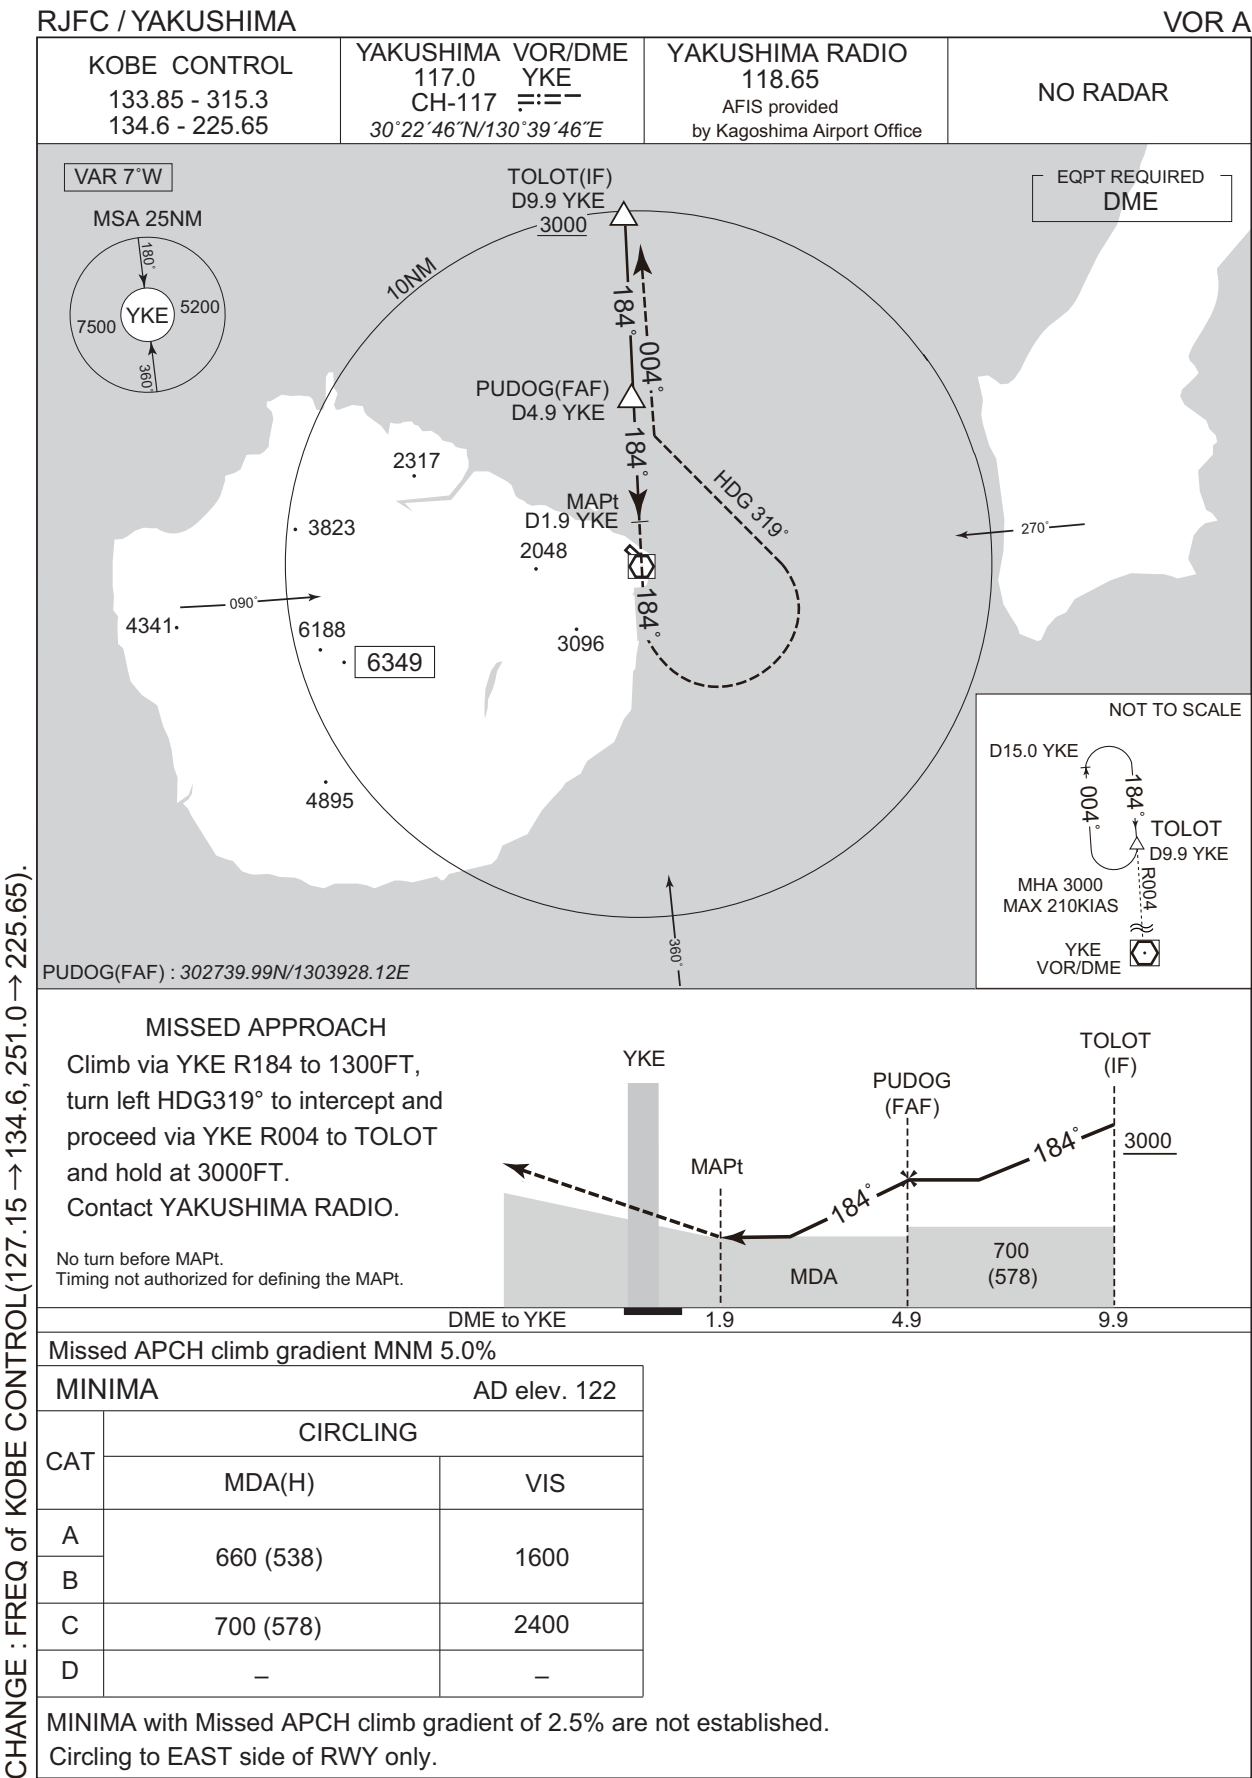 RJFC / YAKUSHIMA
VOR A
KOBE CONTROL
133.85 - 315.3
134.6 - 225.65
YAKUSHIMA VOR/DME
117.0 YKE
CH-117
30°22´46˝N/130°39´46˝E
YAKUSHIMA RADIO
118.65
AFIS provided
by Kagoshima Airport Office
NO RADAR
VAR 7°W
MSA 25NM
180°
YKE
5200
7500
360°
TOLOT(IF)
D9.9 YKE
3000
EQPT REQUIRED
DME
10NM
184°
004°
PUDOG(FAF)
D4.9 YKE
184°
HDG 319°
2317
MAPt
D1.9 YKE
3823
2048
270°
090°
184°
4341
6188
3096
6349
4895
360°
NOT TO SCALE
D15.0 YKE
184°
004°
TOLOT
D9.9 YKE
R004
MHA 3000
MAX 210KIAS
YKE
VOR/DME
PUDOG(FAF) : 302739.99N/1303928.12E
MISSED APPROACH
Climb via YKE R184 to 1300FT,
turn left HDG319° to intercept and
proceed via YKE R004 to TOLOT
and hold at 3000FT.
Contact YAKUSHIMA RADIO.
No turn before MAPt.
Timing not authorized for defining the MAPt.
YKE
MAPt
PUDOG
(FAF)
TOLOT
(IF)
184°
184°
3000
MDA
700
(578)
DME to YKE
1.9
4.9
9.9
Missed APCH climb gradient MNM 5.0%
MINIMA
AD elev. 122
CAT
CIRCLING
MDA(H)
VIS
A
B
660 (538)
1600
C
700 (578)
2400
D
–
–
MINIMA with Missed APCH climb gradient of 2.5% are not established.
Circling to EAST side of RWY only.
CHANGE : FREQ of KOBE CONTROL(127.15→134.6, 251.0→225.65).